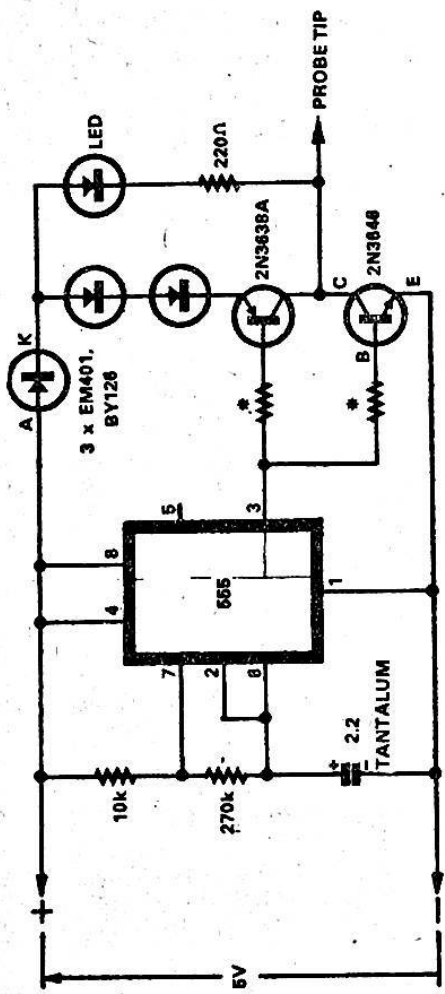 5V
+
−
10k
270k
2.2
+
−
TANTALUM
7
2
6
4
8
555
5
3
1
A
K
3 x EM401,
BY126
LED
220Ω
*
*
2N3638A
B
C
E
2N3646
PROBE TIP